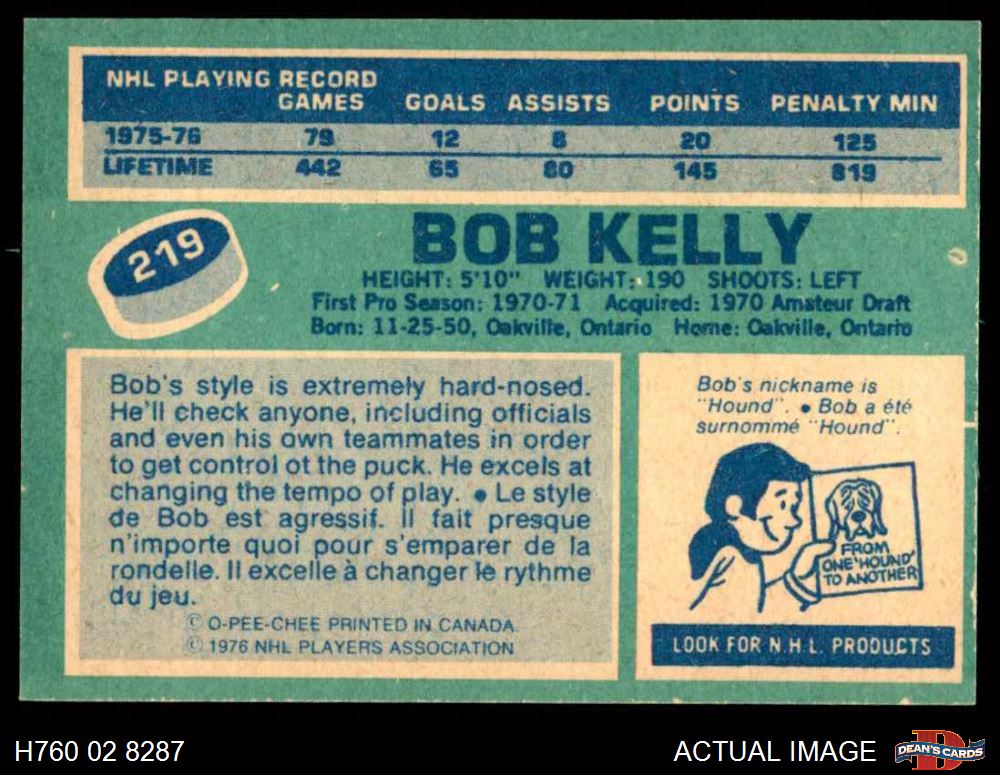 NHL PLAYING RECORD
GAMES GOALS ASSISTS POINTS PENALTY MIN
1975-76 79 12 8 20 125
LIFETIME 442 65 80 145 819
219
BOB KELLY
HEIGHT: 5'10" WEIGHT: 190 SHOOTS: LEFT
First Pro Season: 1970-71 Acquired: 1970 Amateur Draft
Born: 11-25-50, Oakville, Ontario Home: Oakville, Ontario
Bob's style is extremely hard-nosed.
He'll check anyone, including officials
and even his own teammates in order
to get control ot the puck. He excels at
changing the tempo of play. • Le style
de Bob est agressif. Il fait presque
n'importe quoi pour s'emparer de la
rondelle. Il excelle à changer le rythme
du jeu.
© O-PEE-CHEE PRINTED IN CANADA.
© 1976 NHL PLAYERS ASSOCIATION
Bob's nickname is
"Hound". • Bob a été
surnommé "Hound".
FROM
ONE 'HOUND'
TO ANOTHER
LOOK FOR N.H.L. PRODUCTS
H760 02 8287
ACTUAL IMAGE
DEAN'S CARDS